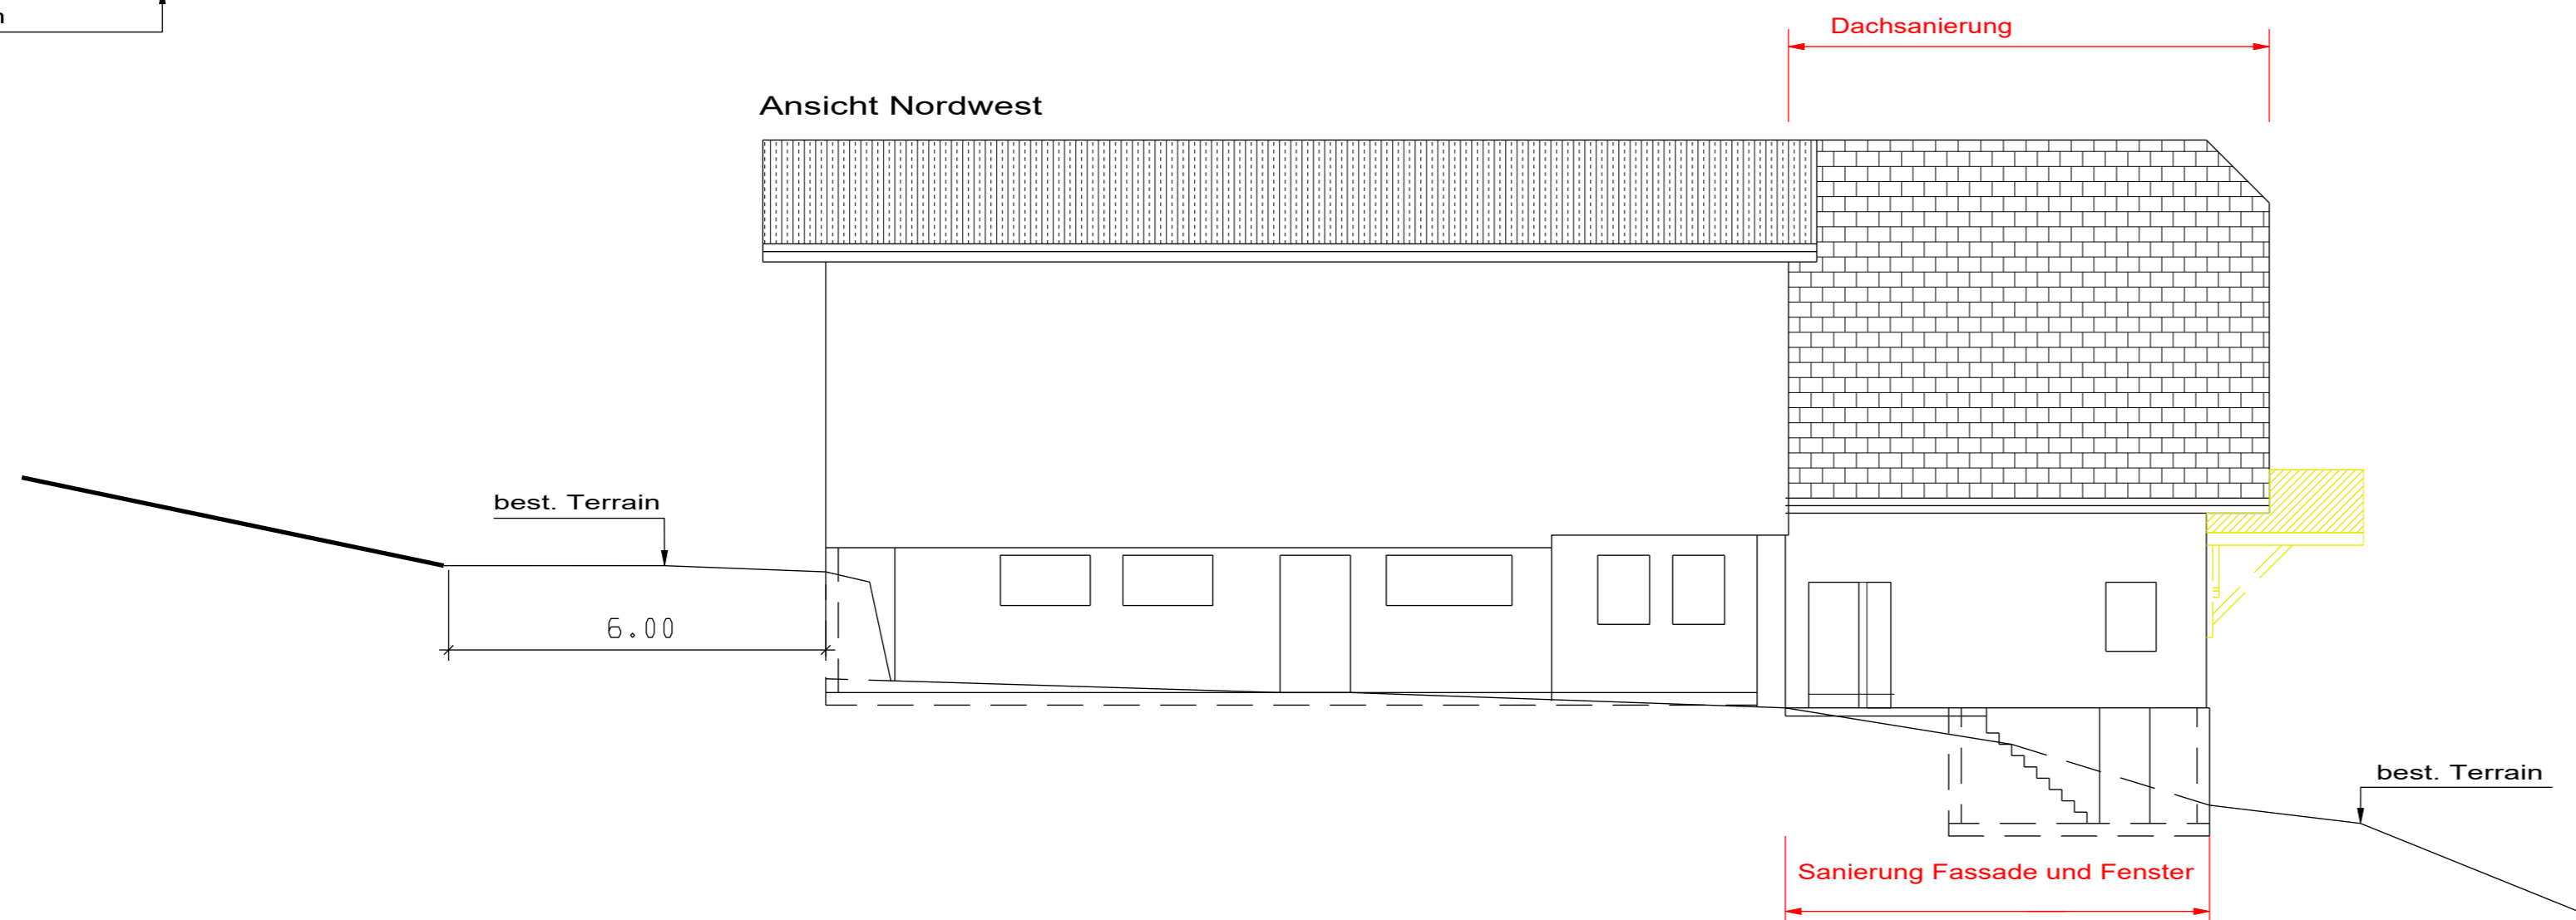 n
Dachsanierung
Ansicht Nordwest
best. Terrain
6.00
best. Terrain
Sanierung Fassade und Fenster